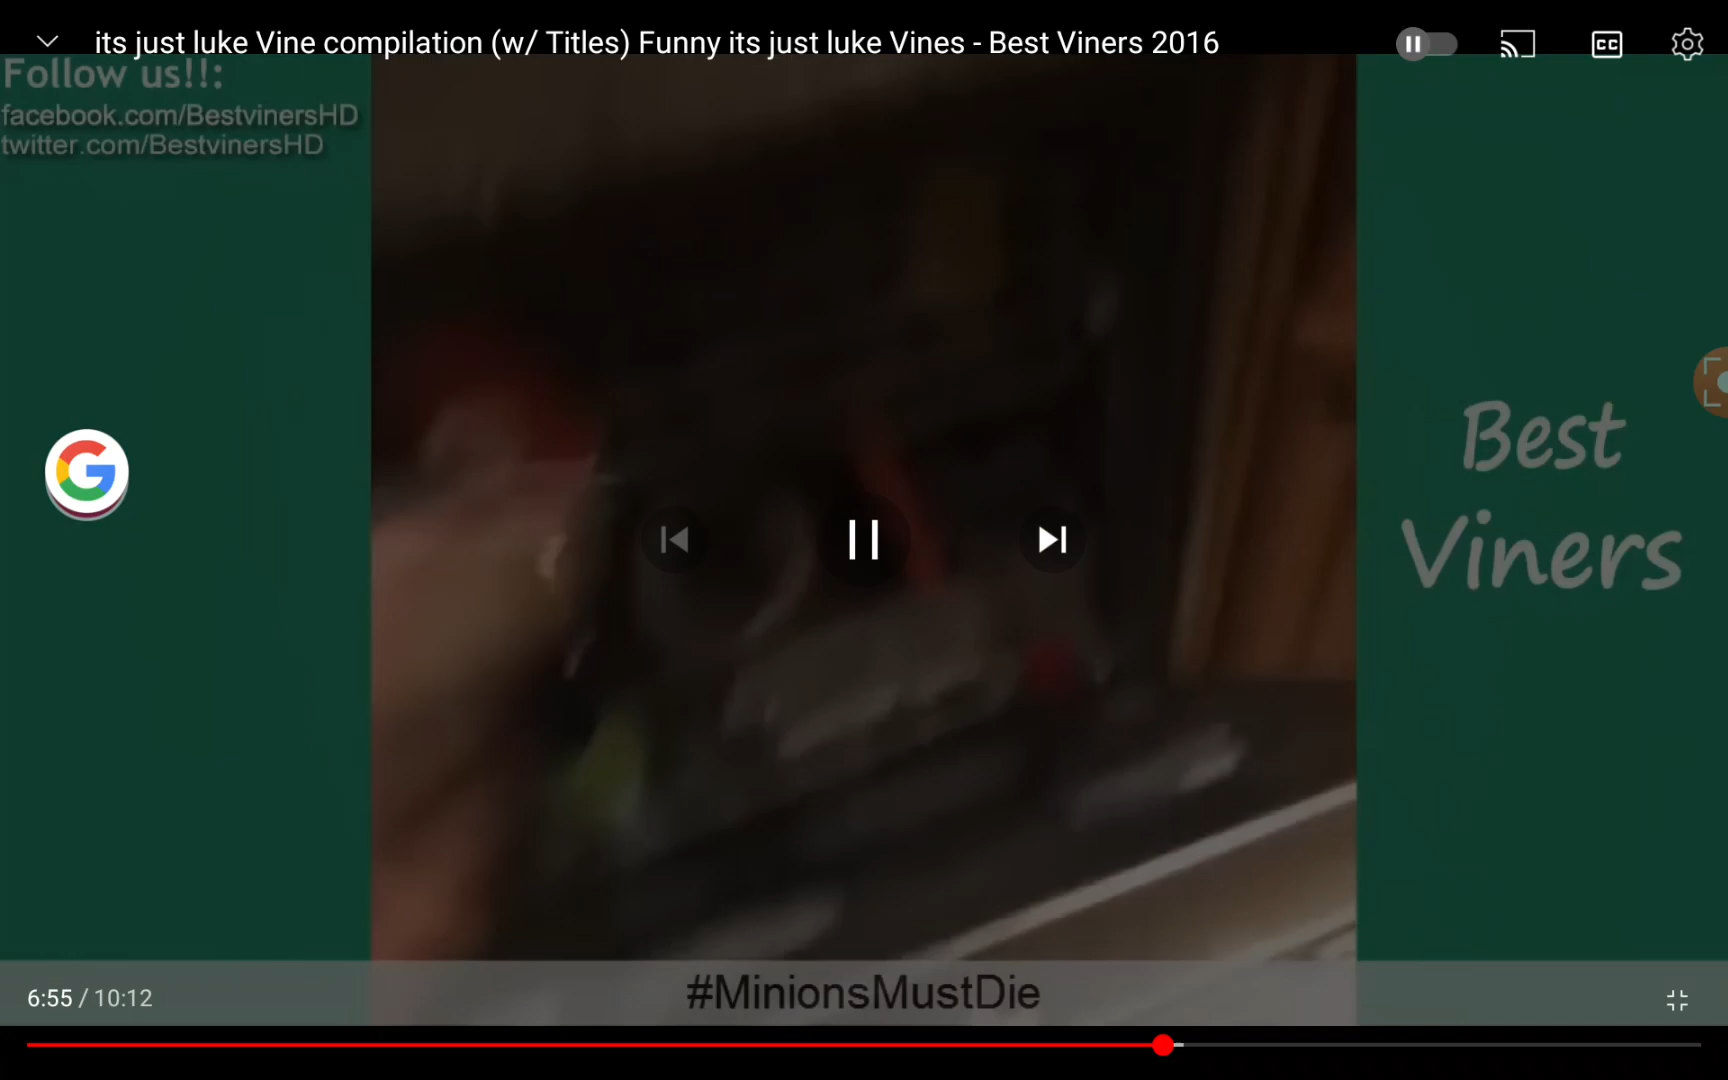 its just luke Vine compilation (w/ Titles) Funny its just luke Vines - Best Viners 2016
CC
Follow us!!:
facebook.com/BestvinersHD
twitter.com/BestvinersHD
G
Best
Viners
#MinionsMustDie
6:55 / 10:12